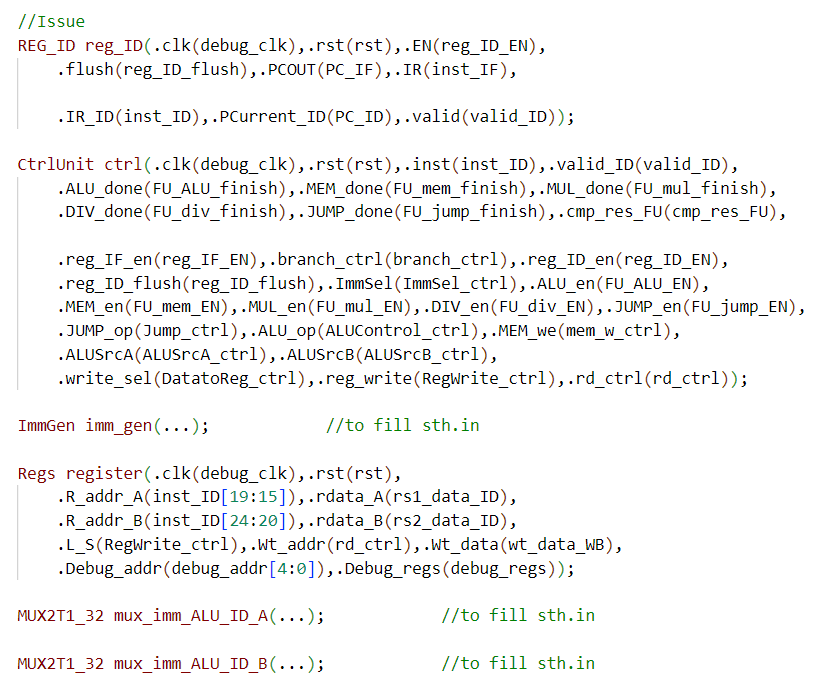 //Issue
REG_ID reg_ID(.clk(debug_clk),.rst(rst),.EN(reg_ID_EN),
    .flush(reg_ID_flush),.PCOUT(PC_IF),.IR(inst_IF),

    .IR_ID(inst_ID),.PCurrent_ID(PC_ID),.valid(valid_ID));

CtrlUnit ctrl(.clk(debug_clk),.rst(rst),.inst(inst_ID),.valid_ID(valid_ID),
    .ALU_done(FU_ALU_finish),.MEM_done(FU_mem_finish),.MUL_done(FU_mul_finish),
    .DIV_done(FU_div_finish),.JUMP_done(FU_jump_finish),.cmp_res_FU(cmp_res_FU),

    .reg_IF_en(reg_IF_EN),.branch_ctrl(branch_ctrl),.reg_ID_en(reg_ID_EN),
    .reg_ID_flush(reg_ID_flush),.ImmSel(ImmSel_ctrl),.ALU_en(FU_ALU_EN),
    .MEM_en(FU_mem_EN),.MUL_en(FU_mul_EN),.DIV_en(FU_div_EN),.JUMP_en(FU_jump_EN),
    .JUMP_op(Jump_ctrl),.ALU_op(ALUControl_ctrl),.MEM_we(mem_w_ctrl),
    .ALUSrcA(ALUSrcA_ctrl),.ALUSrcB(ALUSrcB_ctrl),
    .write_sel(DatatoReg_ctrl),.reg_write(RegWrite_ctrl),.rd_ctrl(rd_ctrl));

ImmGen imm_gen(...);            //to fill sth.in

Regs register(.clk(debug_clk),.rst(rst),
    .R_addr_A(inst_ID[19:15]),.rdata_A(rs1_data_ID),
    .R_addr_B(inst_ID[24:20]),.rdata_B(rs2_data_ID),
    .L_S(RegWrite_ctrl),.Wt_addr(rd_ctrl),.Wt_data(wt_data_WB),
    .Debug_addr(debug_addr[4:0]),.Debug_regs(debug_regs));

MUX2T1_32 mux_imm_ALU_ID_A(...);            //to fill sth.in

MUX2T1_32 mux_imm_ALU_ID_B(...);            //to fill sth.in